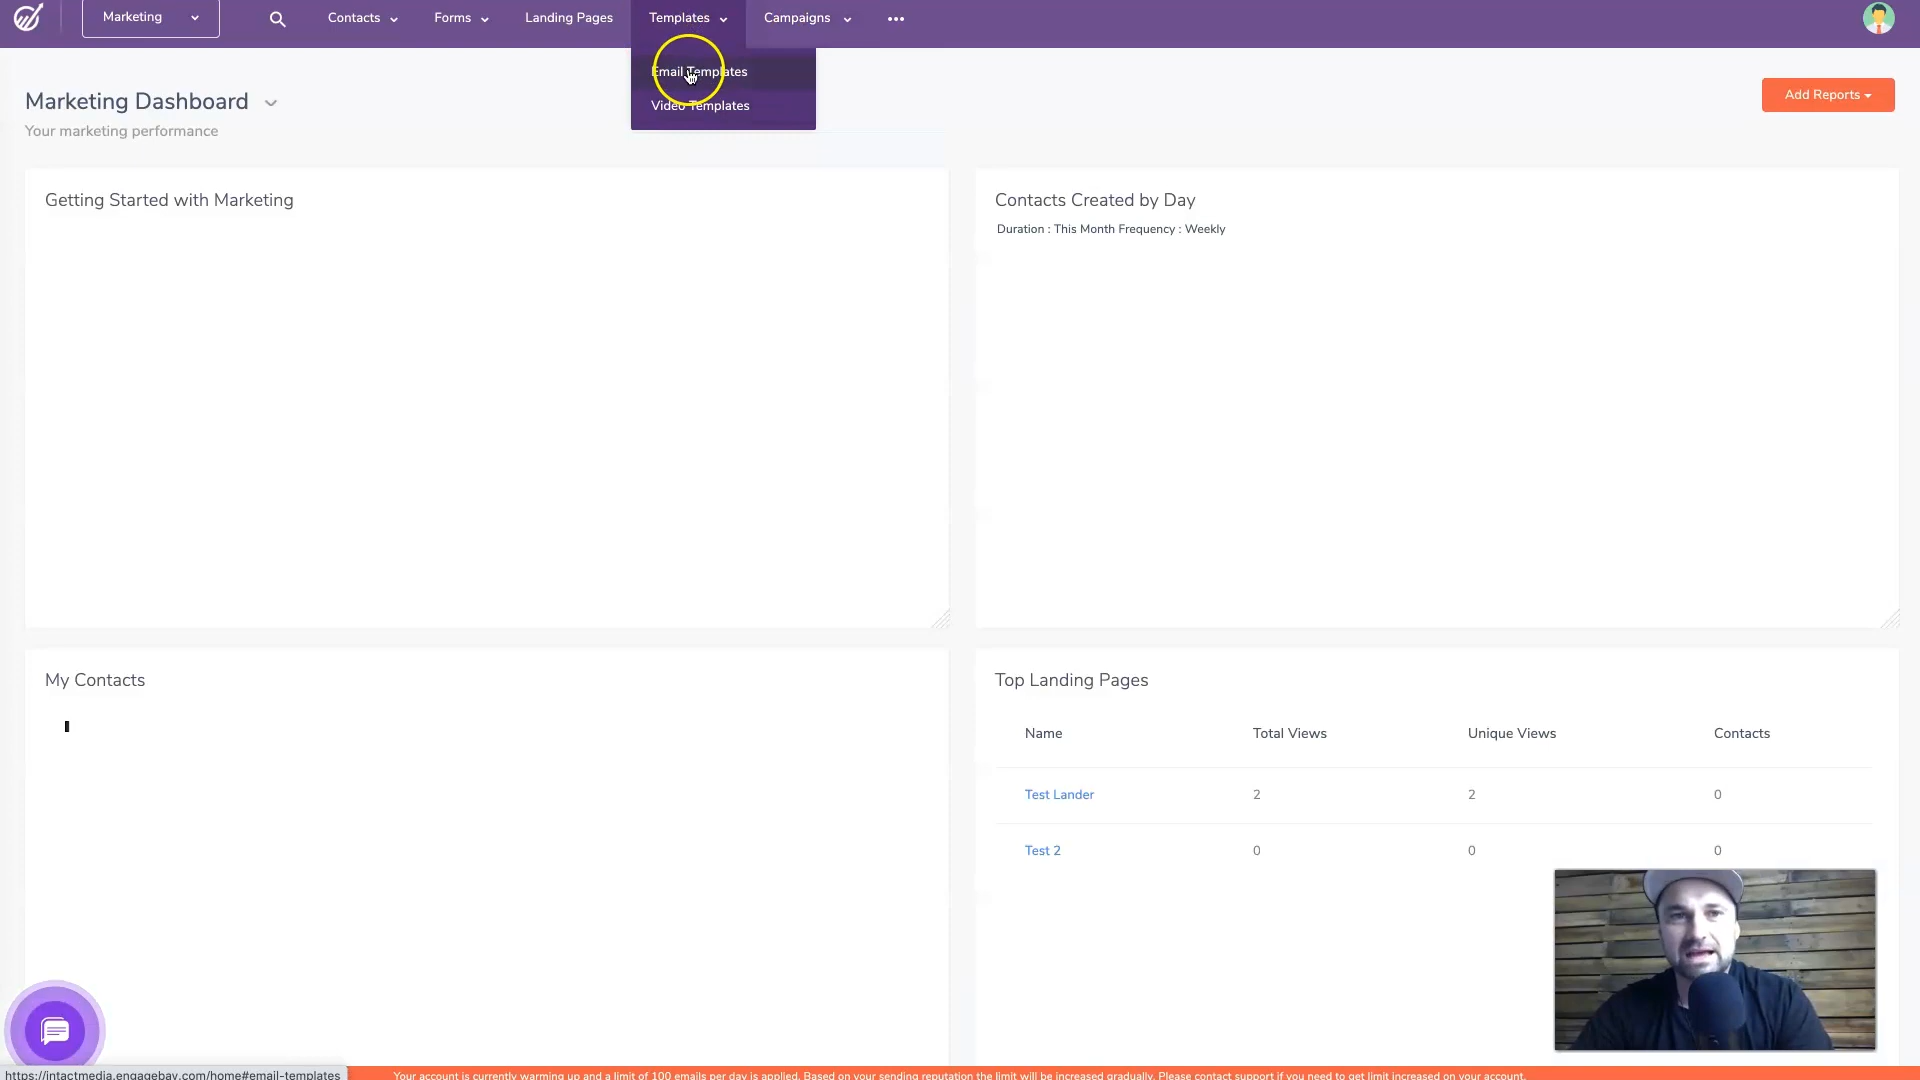 Marketing
Contacts
Forms
Landing Pages
Templates
Campaigns
Email Templates
Video Templates
Marketing Dashboard
Your marketing performance
Add Reports
Getting Started with Marketing
Contacts Created by Day
Duration : This Month Frequency : Weekly
My Contacts
Top Landing Pages
Name Total Views Unique Views Contacts
Test Lander 2 2 0
Test 2 0 0 0
https://intactmedia.engagebay.com/home#email-templates
Your account is currently warming up and a limit of 100 emails per day is applied. Based on your sending reputation the limit will be increased gradually. Please contact support if you need to get limit increased on your account.